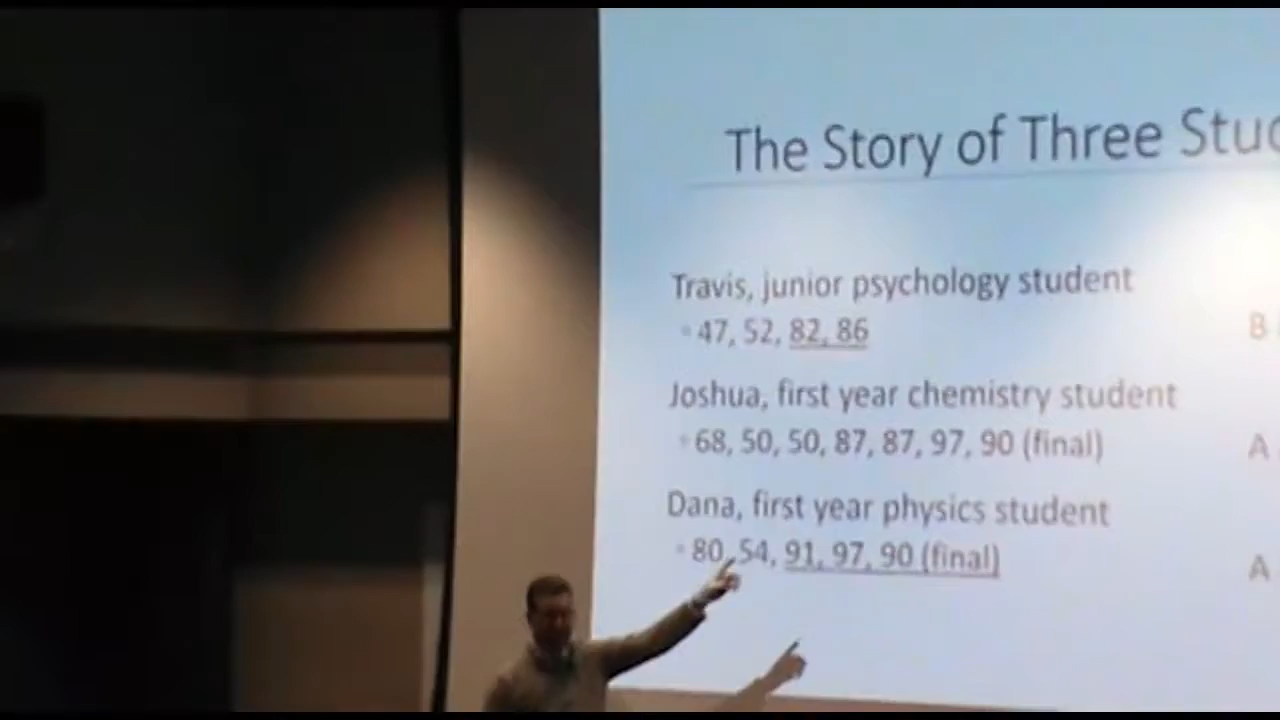 The Story of Three Stud
Travis, junior psychology student
47, 52, 82, 86
B
Joshua, first year chemistry student
68, 50, 50, 87, 87, 97, 90 (final)
A
Dana, first year physics student
80, 54, 91, 97, 90 (final)
A